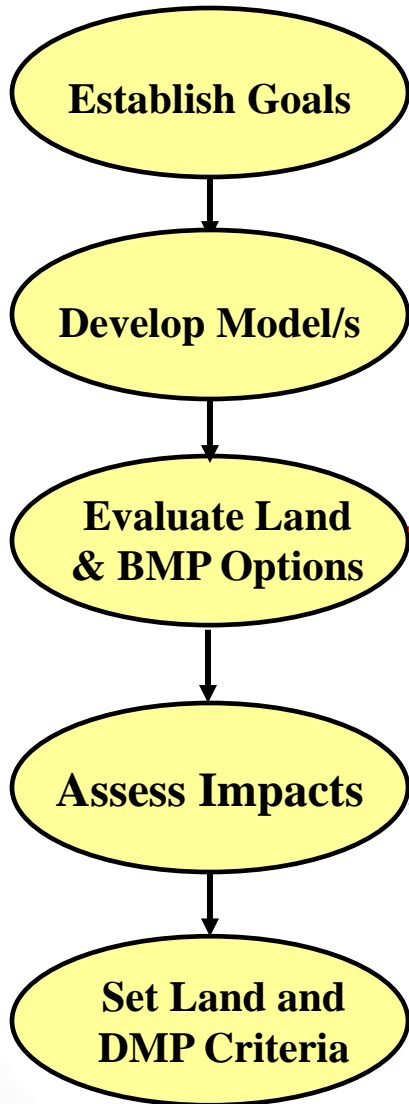 Establish Goals
Develop Model/s
Evaluate Land
& BMP Options
Assess Impacts
Set Land and
DMP Criteria